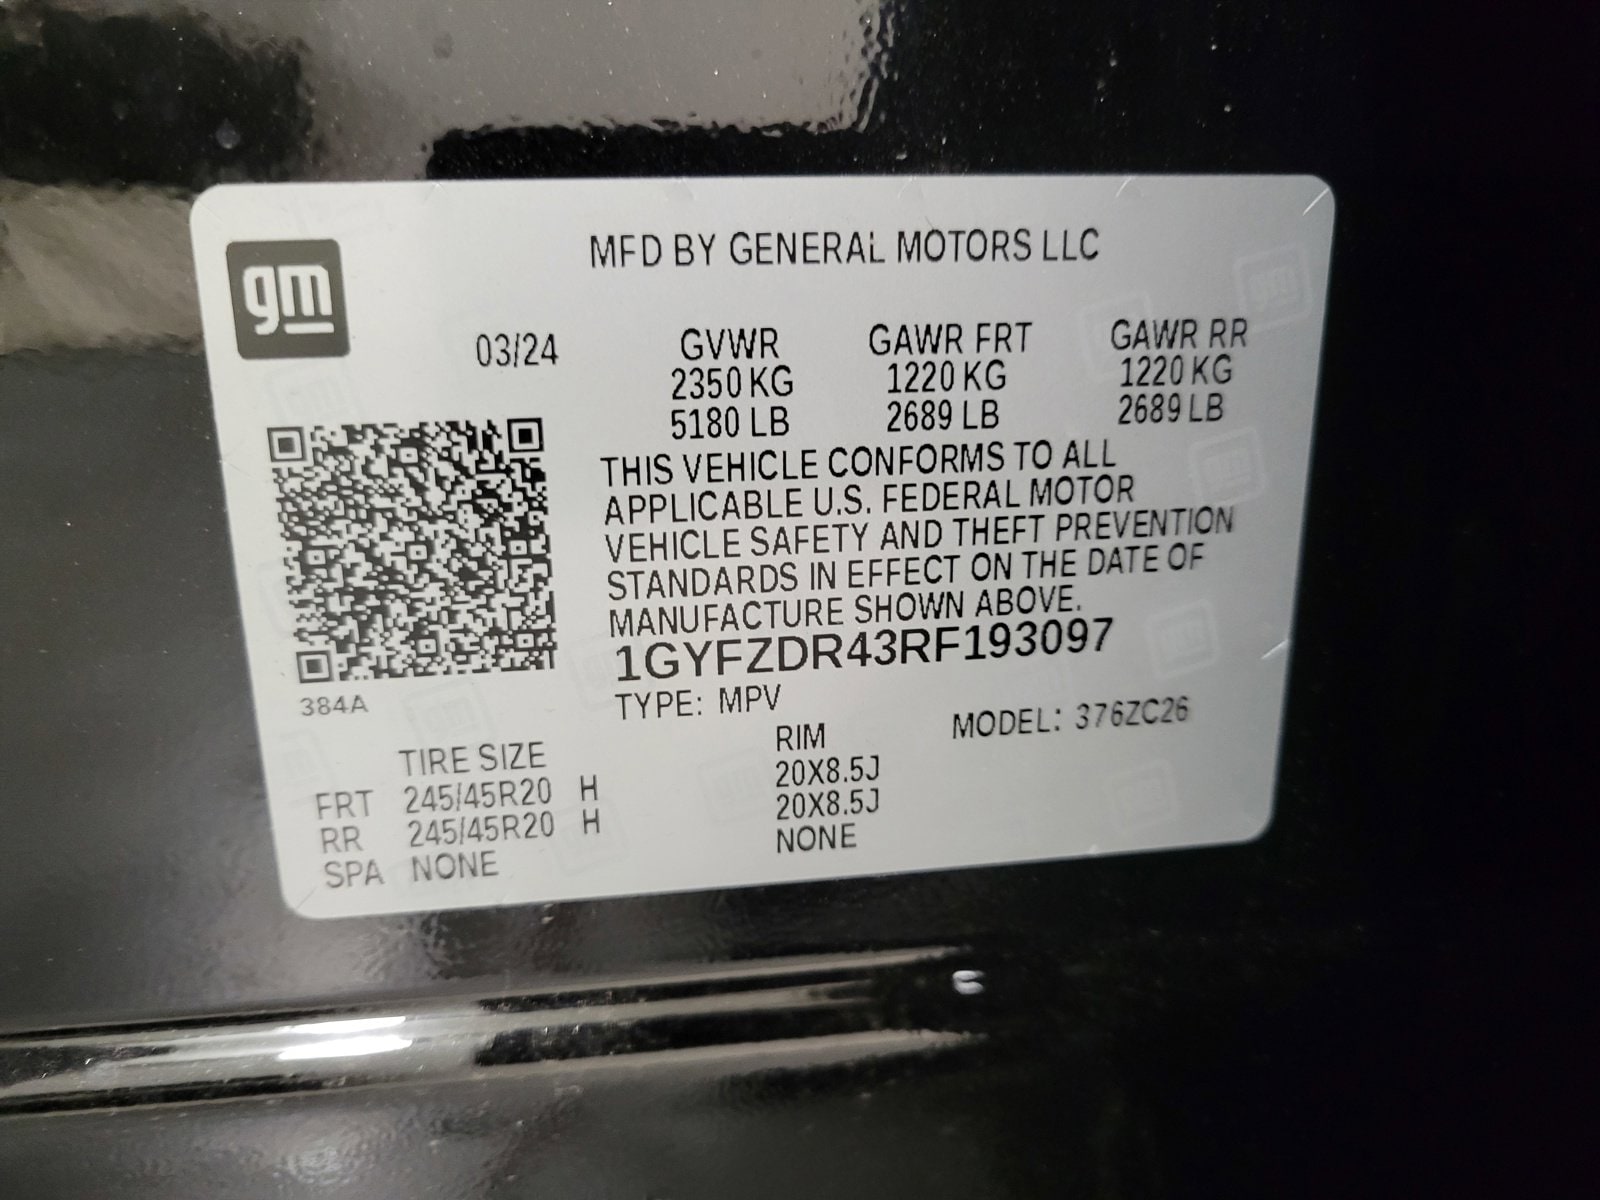 MFD BY GENERAL MOTORS LLC
gm
03/24 GVWR GAWR FRT GAWR RR
2350 KG 1220 KG 1220 KG
5180 LB 2689 LB 2689 LB
THIS VEHICLE CONFORMS TO ALL
APPLICABLE U.S. FEDERAL MOTOR
VEHICLE SAFETY AND THEFT PREVENTION
STANDARDS IN EFFECT ON THE DATE OF
MANUFACTURE SHOWN ABOVE.
1GYFZDR43RF193097
384A
TYPE: MPV MODEL: 376ZC26
TIRE SIZE RIM
FRT 245/45R20 H 20X8.5J
RR 245/45R20 H 20X8.5J
SPA NONE NONE